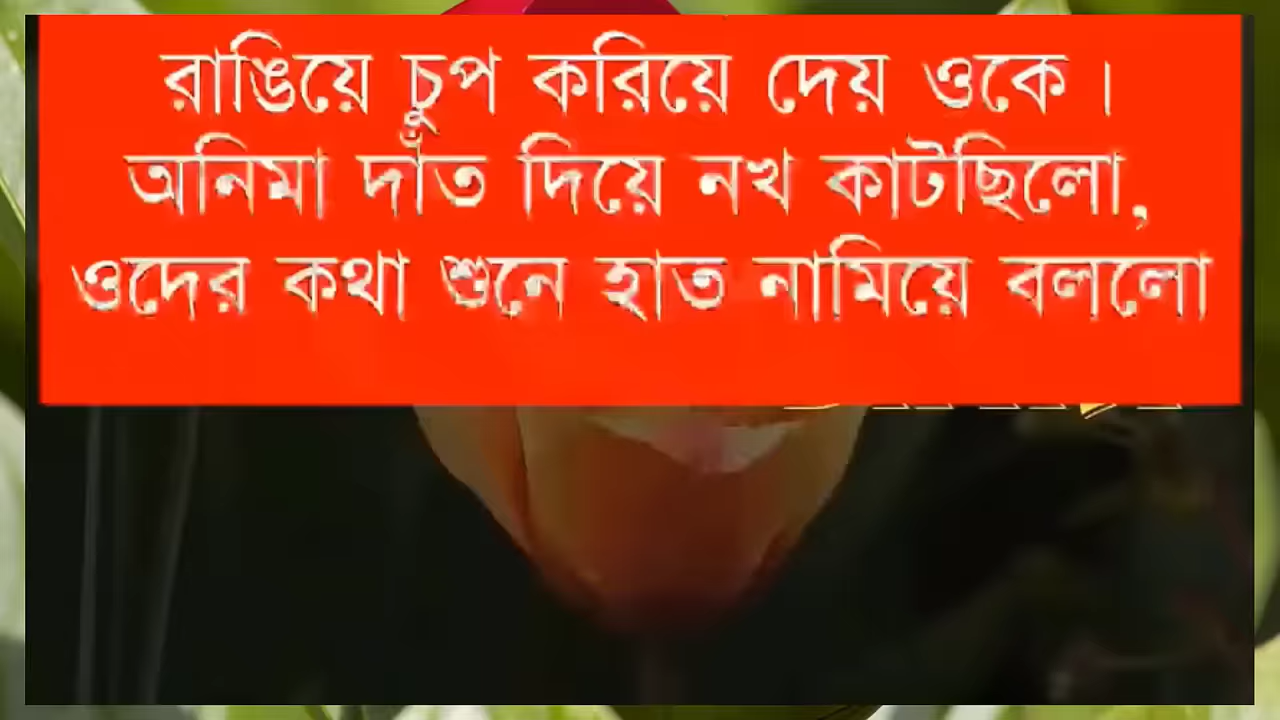 রাঙিয়ে চুপ করিয়ে দেয় ওকে।
অনিমা দাঁত দিয়ে নখ কাটছিলো,
ওদের কথা শুনে হাত নামিয়ে বললো